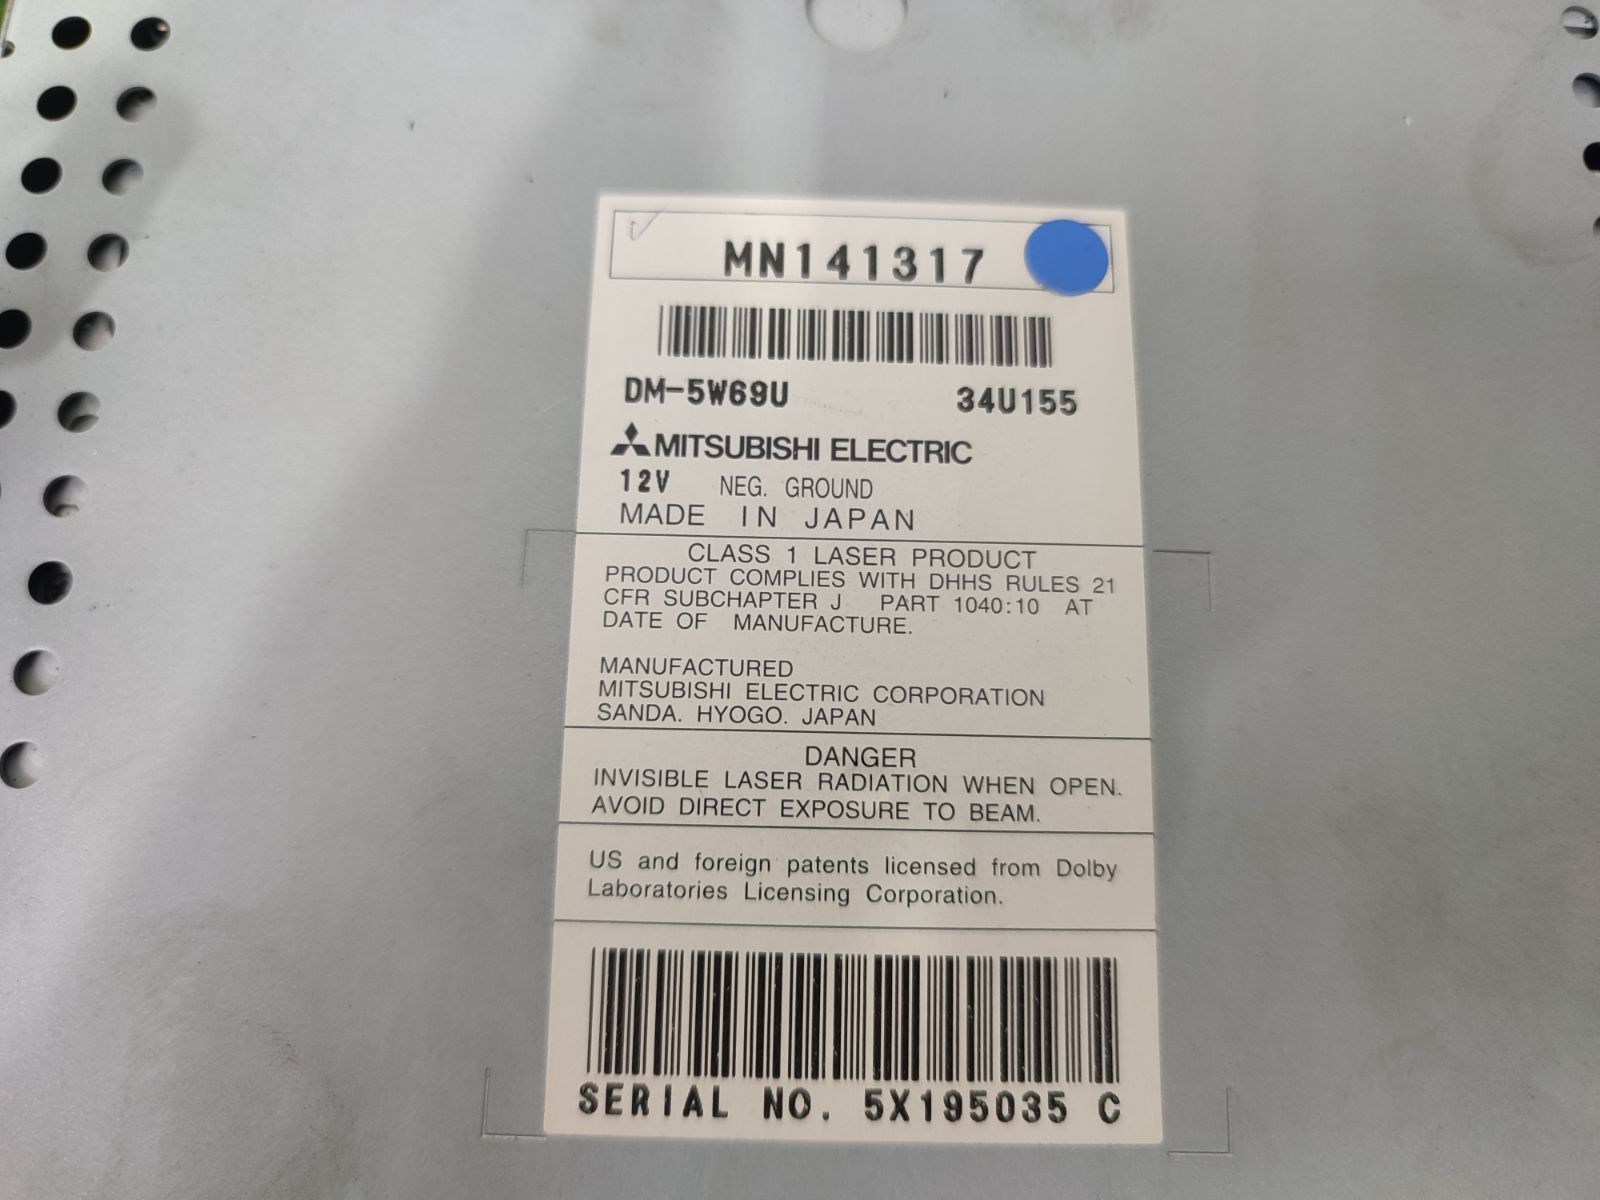 MN141317
DM-5W69U 34U155
MITSUBISHI ELECTRIC
12V NEG. GROUND
MADE IN JAPAN
CLASS 1 LASER PRODUCT
PRODUCT COMPLIES WITH DHHS RULES 21
CFR SUBCHAPTER J PART 1040:10 AT
DATE OF MANUFACTURE.
MANUFACTURED
MITSUBISHI ELECTRIC CORPORATION
SANDA. HYOGO. JAPAN
DANGER
INVISIBLE LASER RADIATION WHEN OPEN.
AVOID DIRECT EXPOSURE TO BEAM.
US and foreign patents licensed from Dolby
Laboratories Licensing Corporation.
SERIAL NO. 5X195035 C